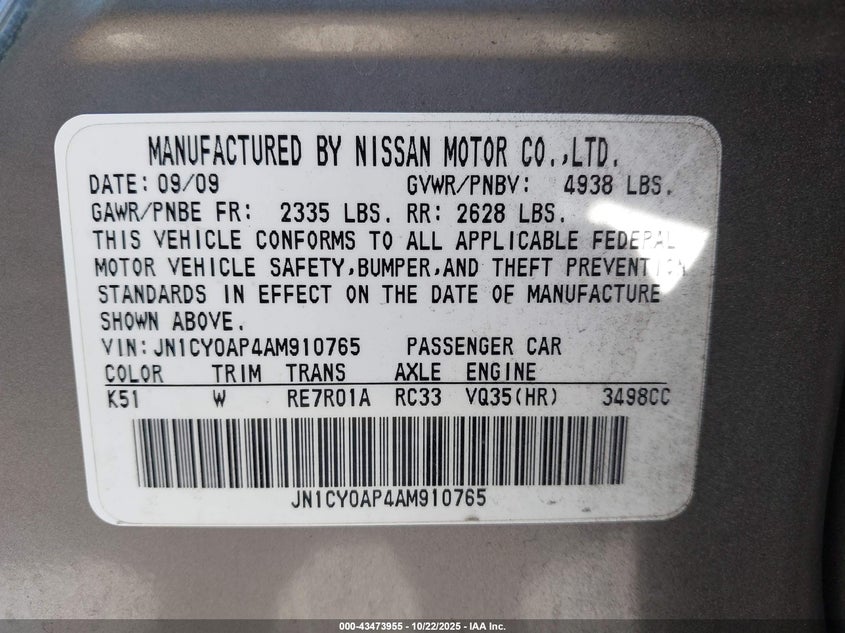 MANUFACTURED BY NISSAN MOTOR CO.,LTD.
DATE: 09/09 GVWR/PNBV: 4938 LBS.
GAWR/PNBE FR: 2335 LBS. RR: 2628 LBS.
THIS VEHICLE CONFORMS TO ALL APPLICABLE FEDERAL
MOTOR VEHICLE SAFETY,BUMPER,AND THEFT PREVENTION
STANDARDS IN EFFECT ON THE DATE OF MANUFACTURE
SHOWN ABOVE.
VIN: JN1CY0AP4AM910765 PASSENGER CAR
COLOR TRIM TRANS AXLE ENGINE
K51 W RE7R01A RC33 VQ35(HR) 3498CC
JN1CY0AP4AM910765
000-43473955 - 10/22/2025 - IAA Inc.